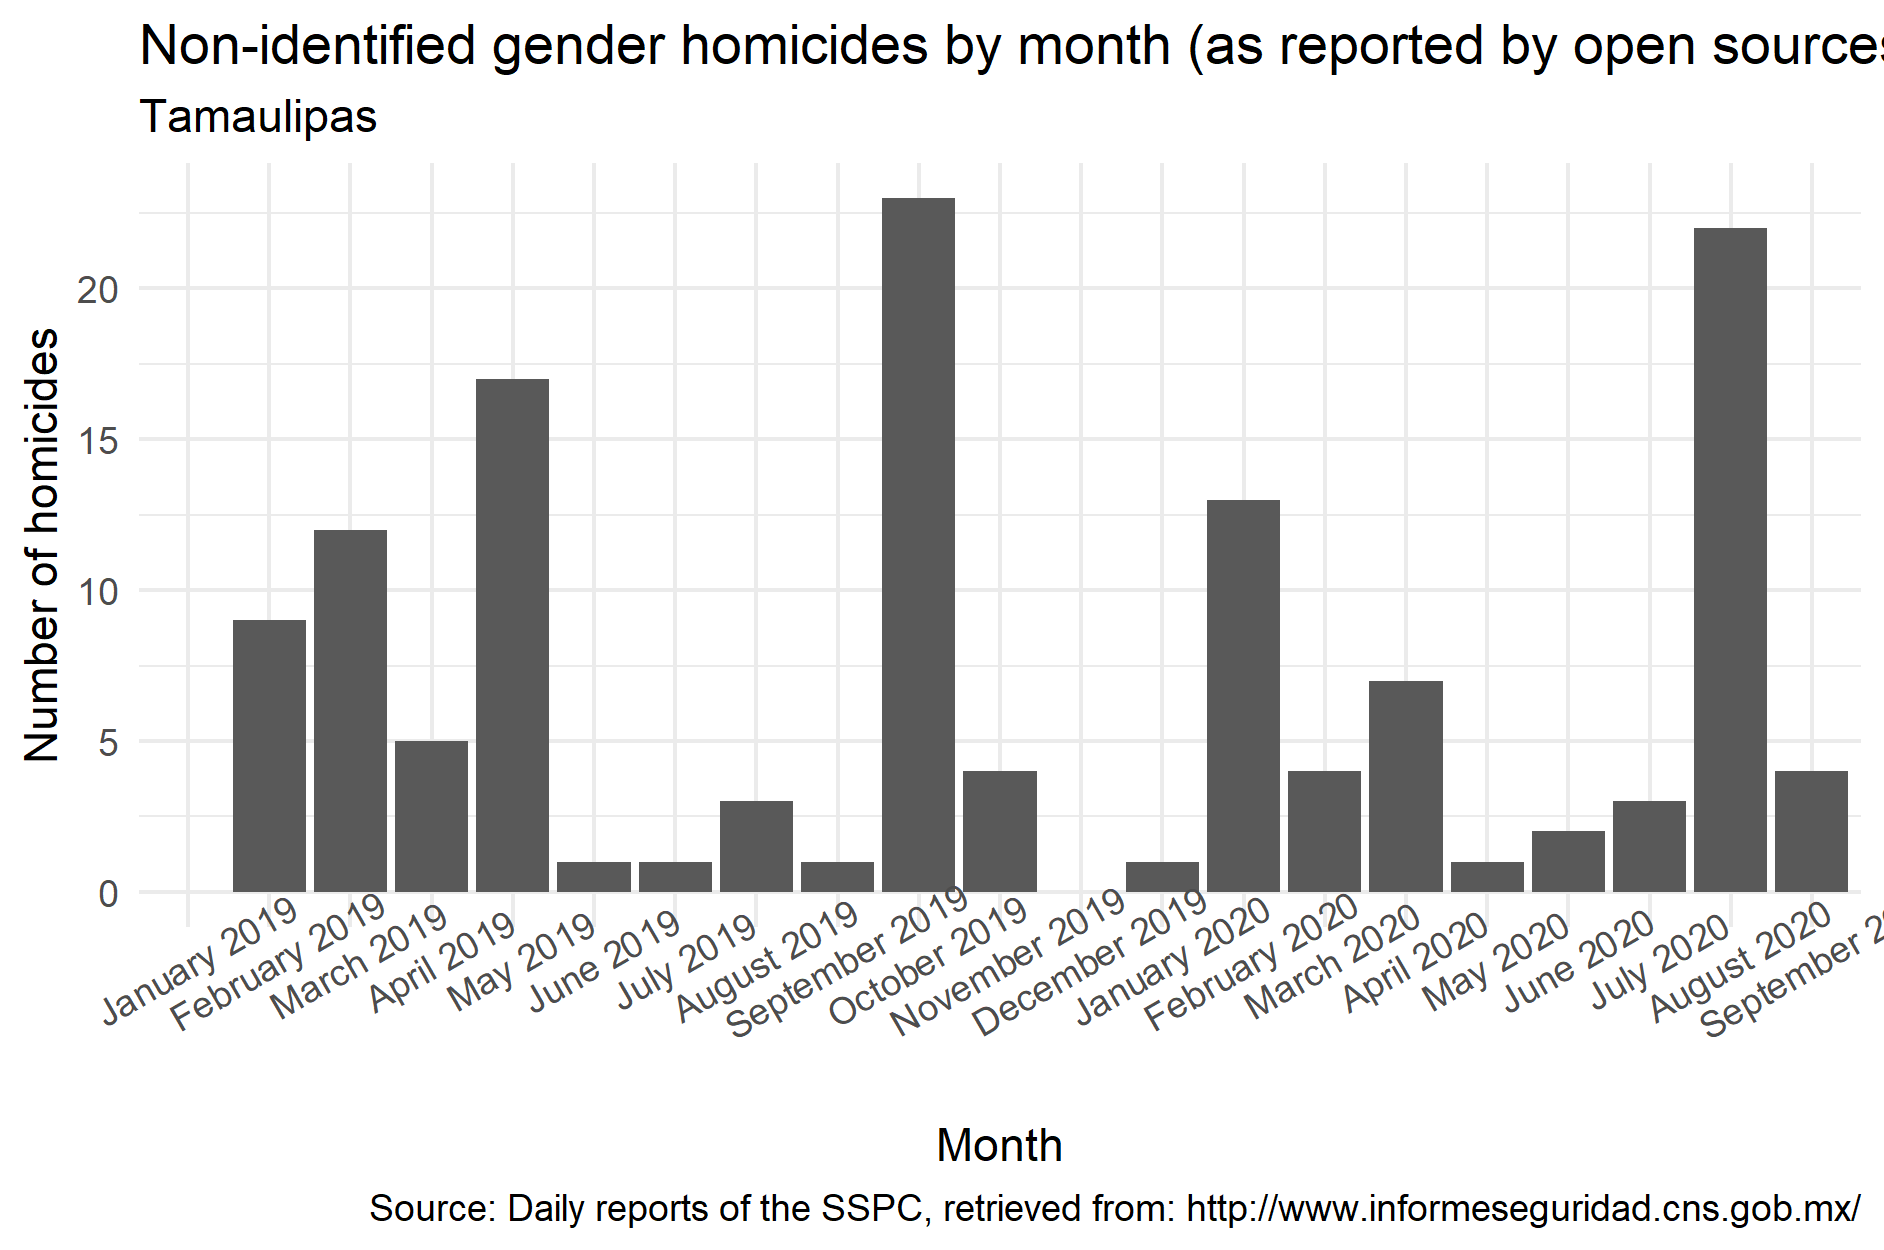 Non-identified gender homicides by month (as reported by open sources
Tamaulipas
Number of homicides
20
15
10
5
0
January 2019
February 2019
March 2019
April 2019
May 2019
June 2019
July 2019
August 2019
September 2019
October 2019
November 2019
December 2019
January 2020
February 2020
March 2020
April 2020
May 2020
June 2020
July 2020
August 2020
September 2
Month
Source: Daily reports of the SSPC, retrieved from: http://www.informeseguridad.cns.gob.mx/